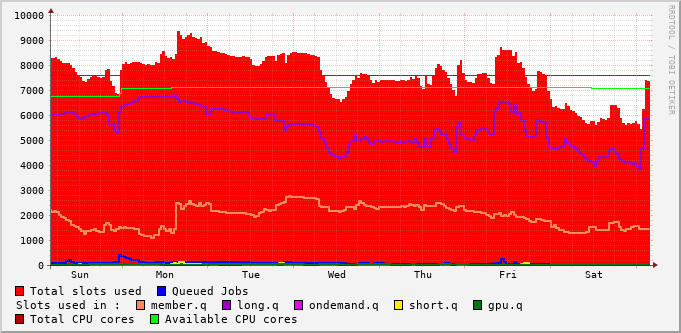 10000
9000
8000
7000
6000
5000
4000
3000
2000
1000
0
Sun Mon Tue Wed Thu Fri Sat
RRDTOOL / TOBI OETIKER
Total slots used Queued Jobs
Slots used in : member.q long.q ondemand.q short.q gpu.q
Total CPU cores Available CPU cores